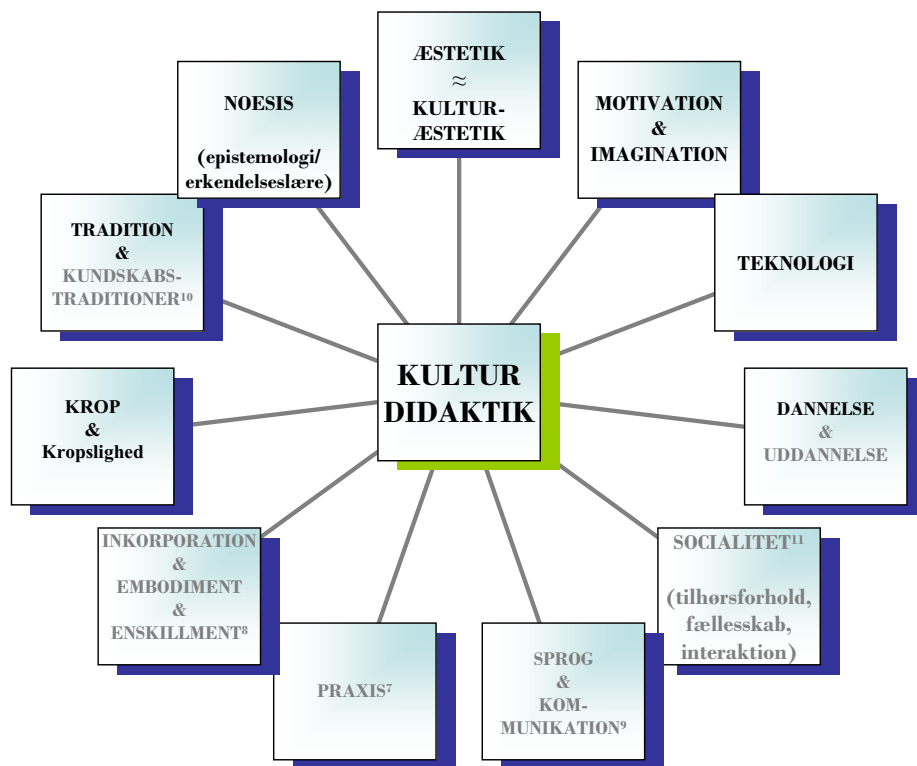 ÆSTETIK
≈
KULTUR-
ÆSTETIK
MOTIVATION
&
IMAGINATION
TEKNOLOGI
DANNELSE
&
UDDANNELSE
SOCIALITET¹¹
(tilhørsforhold,
fællesskab,
interaktion)
SPROG
&
KOM-
MUNIKATION⁹
PRAXIS⁷
INKORPORATION
&
EMBODIMENT
&
ENSKILLMENT⁸
KROP
&
Kropslighed
TRADITION
&
KUNDSKABS-
TRADITIONER¹⁰
NOESIS
(epistemologi/
erkendelseslære)
KULTUR
DIDAKTIK